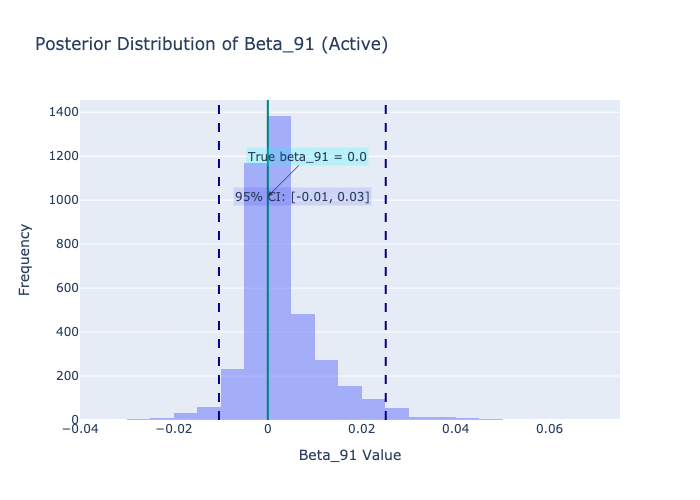 Posterior Distribution of Beta_91 (Active)
1400
1200
1000
800
600
400
200
0
Frequency
True beta_91 = 0.0
95% CI: [-0.01, 0.03]
−0.04
−0.02
0
0.02
0.04
0.06
Beta_91 Value